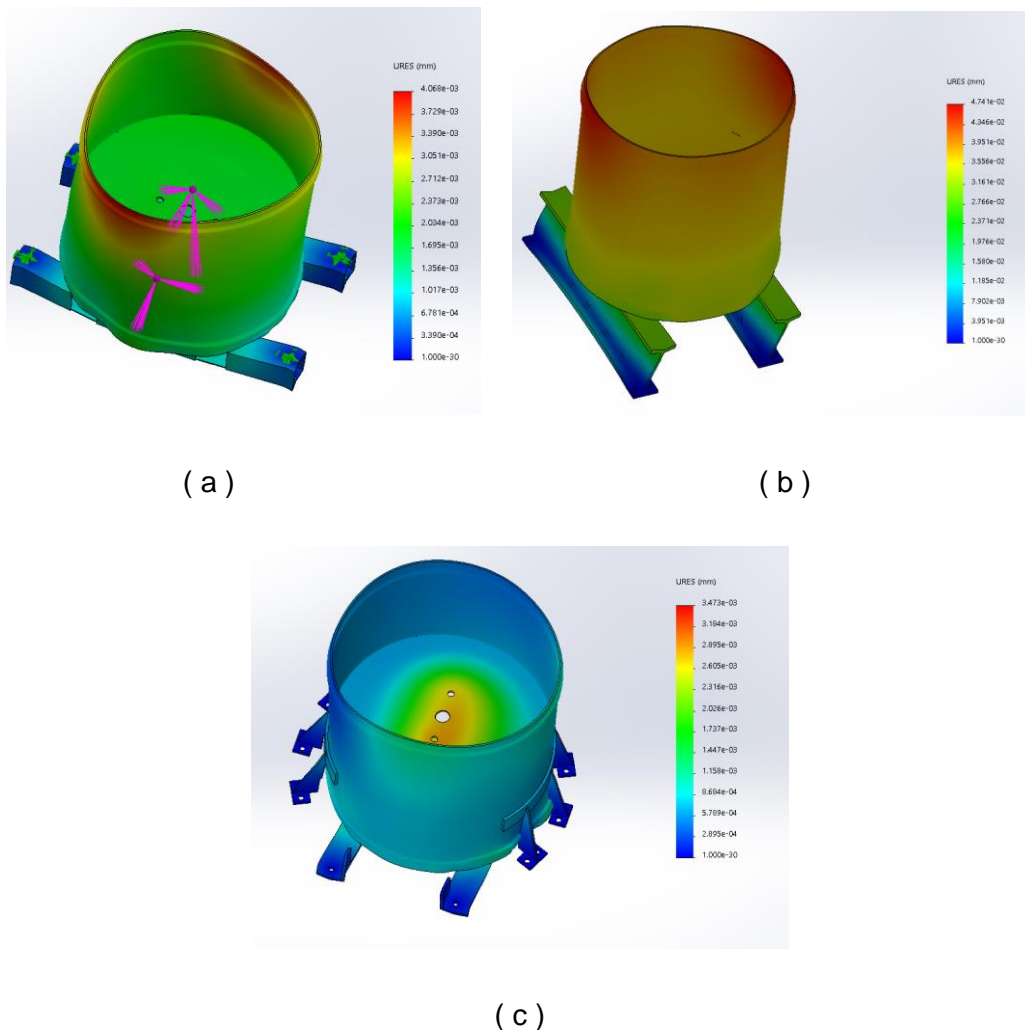 URES (mm)
4.068e-03
3.729e-03
3.390e-03
3.051e-03
2.712e-03
2.373e-03
2.034e-03
1.695e-03
1.356e-03
1.017e-03
6.781e-04
3.390e-04
1.000e-30
URES (mm)
4.741e-02
4.346e-02
3.951e-02
3.556e-02
3.161e-02
2.766e-02
2.371e-02
1.976e-02
1.580e-02
1.185e-02
7.902e-03
3.951e-03
1.000e-30
( a )
( b )
URES (mm)
3.473e-03
3.184e-03
2.895e-03
2.605e-03
2.316e-03
2.026e-03
1.737e-03
1.447e-03
1.158e-03
8.684e-04
5.789e-04
2.895e-04
1.000e-30
( c )